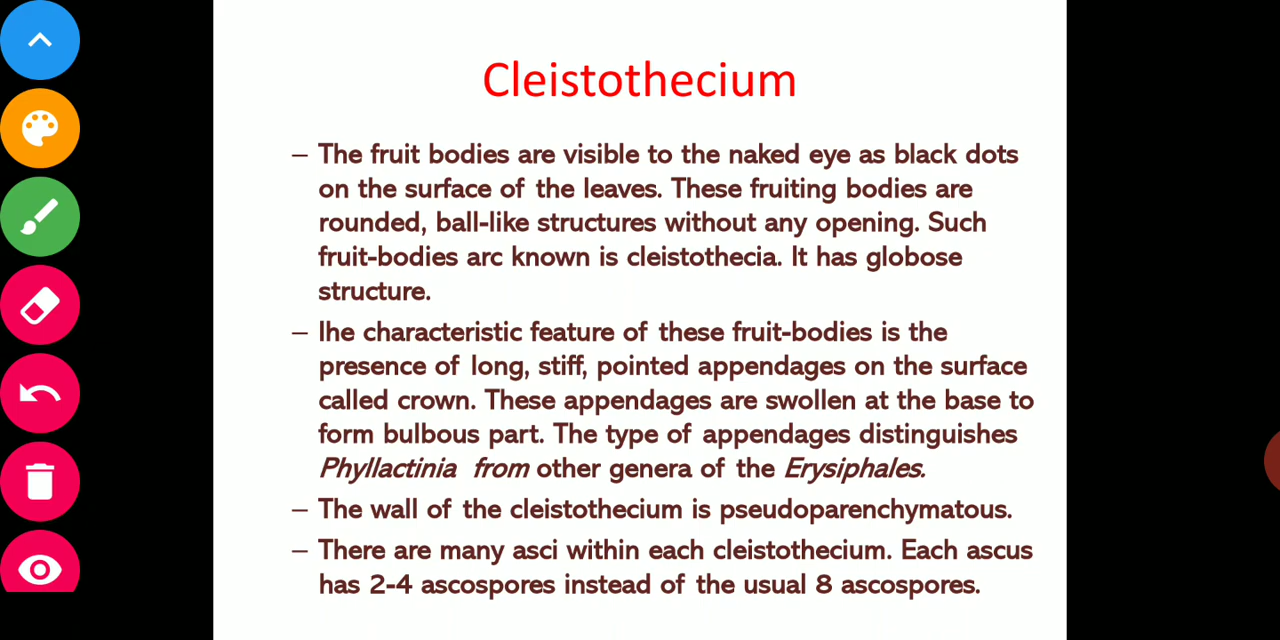 Cleistothecium
– The fruit bodies are visible to the naked eye as black dots
on the surface of the leaves. These fruiting bodies are
rounded, ball-like structures without any opening. Such
fruit-bodies arc known is cleistothecia. It has globose
structure.
– Ihe characteristic feature of these fruit-bodies is the
presence of long, stiff, pointed appendages on the surface
called crown. These appendages are swollen at the base to
form bulbous part. The type of appendages distinguishes
Phyllactinia from other genera of the Erysiphales.
– The wall of the cleistothecium is pseudoparenchymatous.
– There are many asci within each cleistothecium. Each ascus
has 2-4 ascospores instead of the usual 8 ascospores.